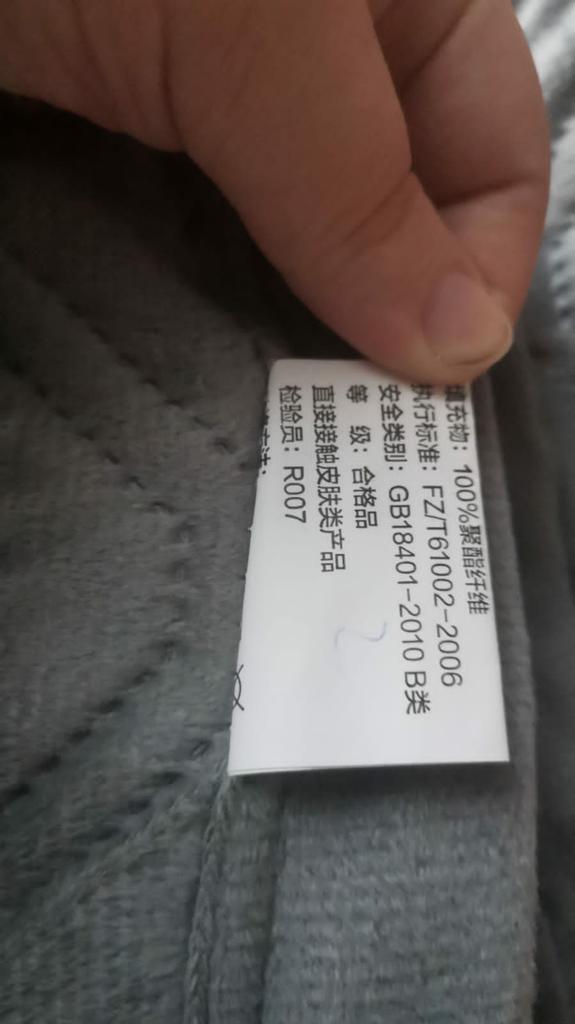 填充物：100%聚酯纤维
执行标准：FZ/T61002-2006
安全类别：GB18401-2010 B类
等 级：合格品
直接接触皮肤类产品
检验员：R007
方法：